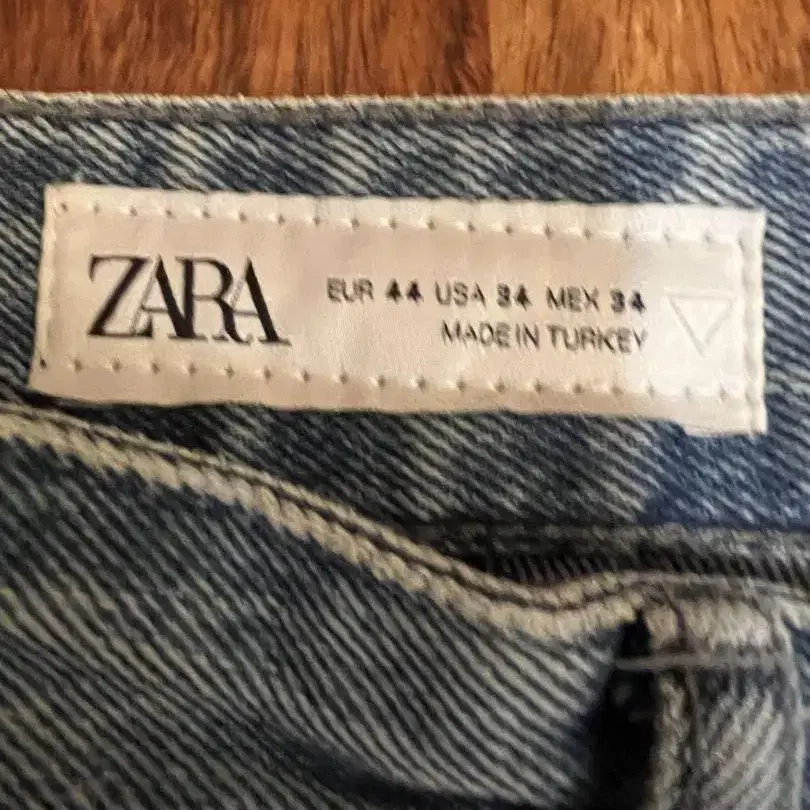 ZARA
EUR 44 USA 34 MEX 34
MADE IN TURKEY